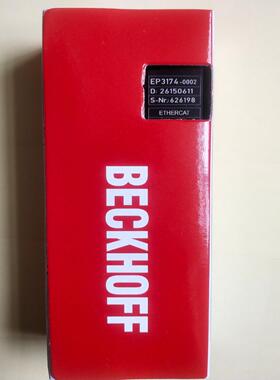 EP3174-0002
D: 26150611
S-Nr: 626198
ETHERCAT
BECKHOFF